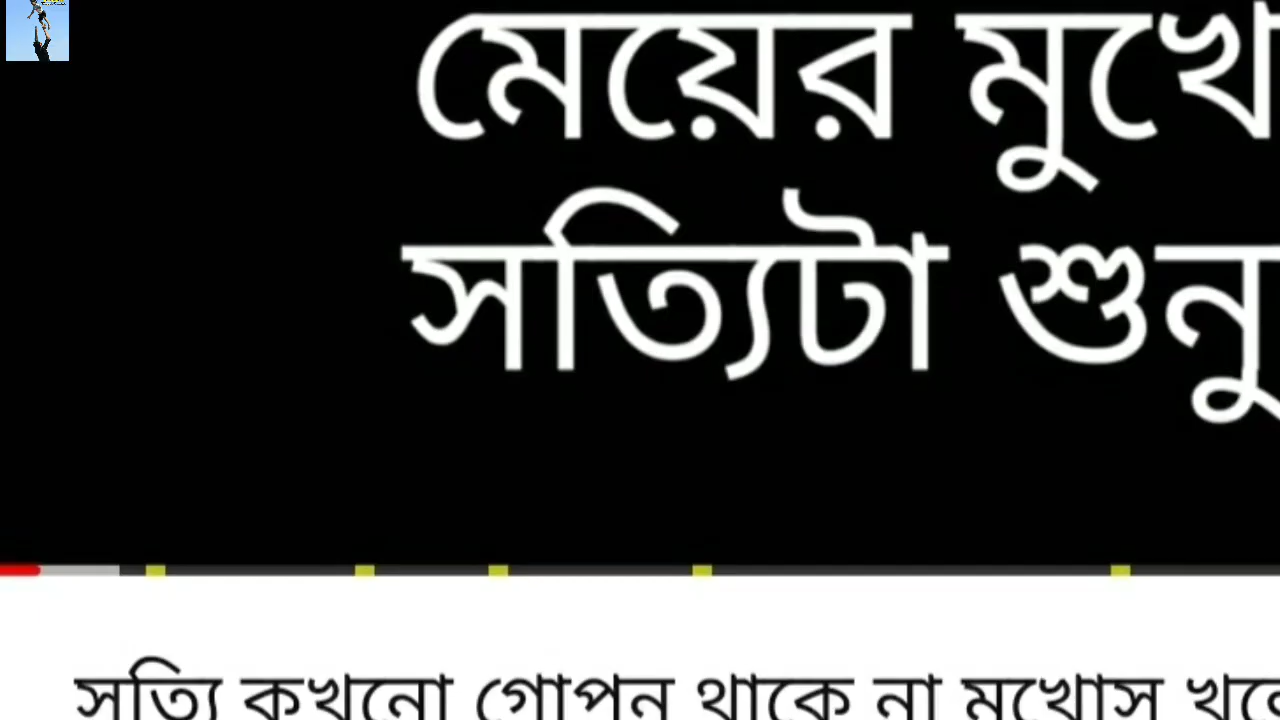 মেয়ের মুখে
সত্যিটা শুনু
সত্যি কখনো গোপন থাকে না মুখোস